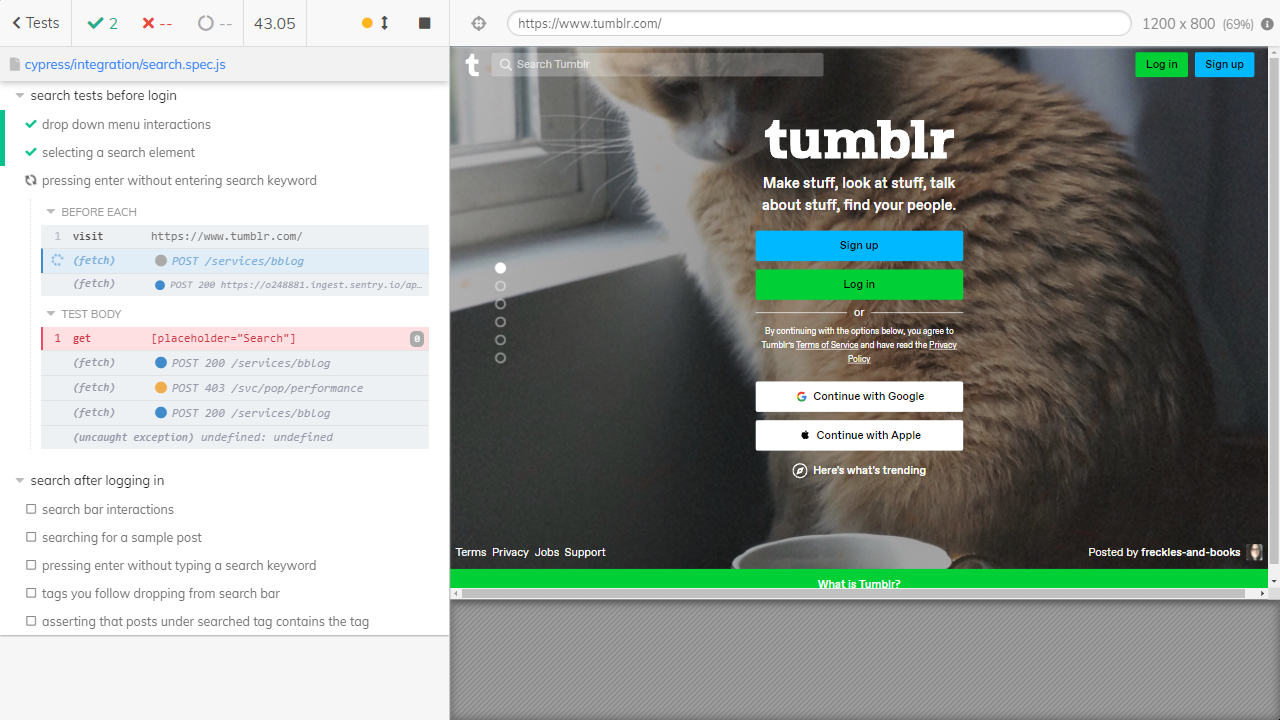 Tests
2
--
--
43.05
https://www.tumblr.com/
1200 x 800 (69%)
cypress/integration/search.spec.js
search tests before login
drop down menu interactions
selecting a search element
pressing enter without entering search keyword
BEFORE EACH
1 visit https://www.tumblr.com/
(fetch) POST /services/bblog
(fetch) POST 200 https://o248881.ingest.sentry.io/ap…
TEST BODY
1 get [placeholder="Search"] 0
(fetch) POST 200 /services/bblog
(fetch) POST 403 /svc/pop/performance
(fetch) POST 200 /services/bblog
(uncaught exception) undefined: undefined
search after logging in
search bar interactions
searching for a sample post
pressing enter without typing a search keyword
tags you follow dropping from search bar
asserting that posts under searched tag contains the tag
t
Search Tumblr
Log in
Sign up
tumblr
Make stuff, look at stuff, talk
about stuff, find your people.
Sign up
Log in
or
By continuing with the options below, you agree to
Tumblr's Terms of Service and have read the Privacy
Policy
Continue with Google
Continue with Apple
Here's what's trending
Terms Privacy Jobs Support
Posted by freckles-and-books
What is Tumblr?